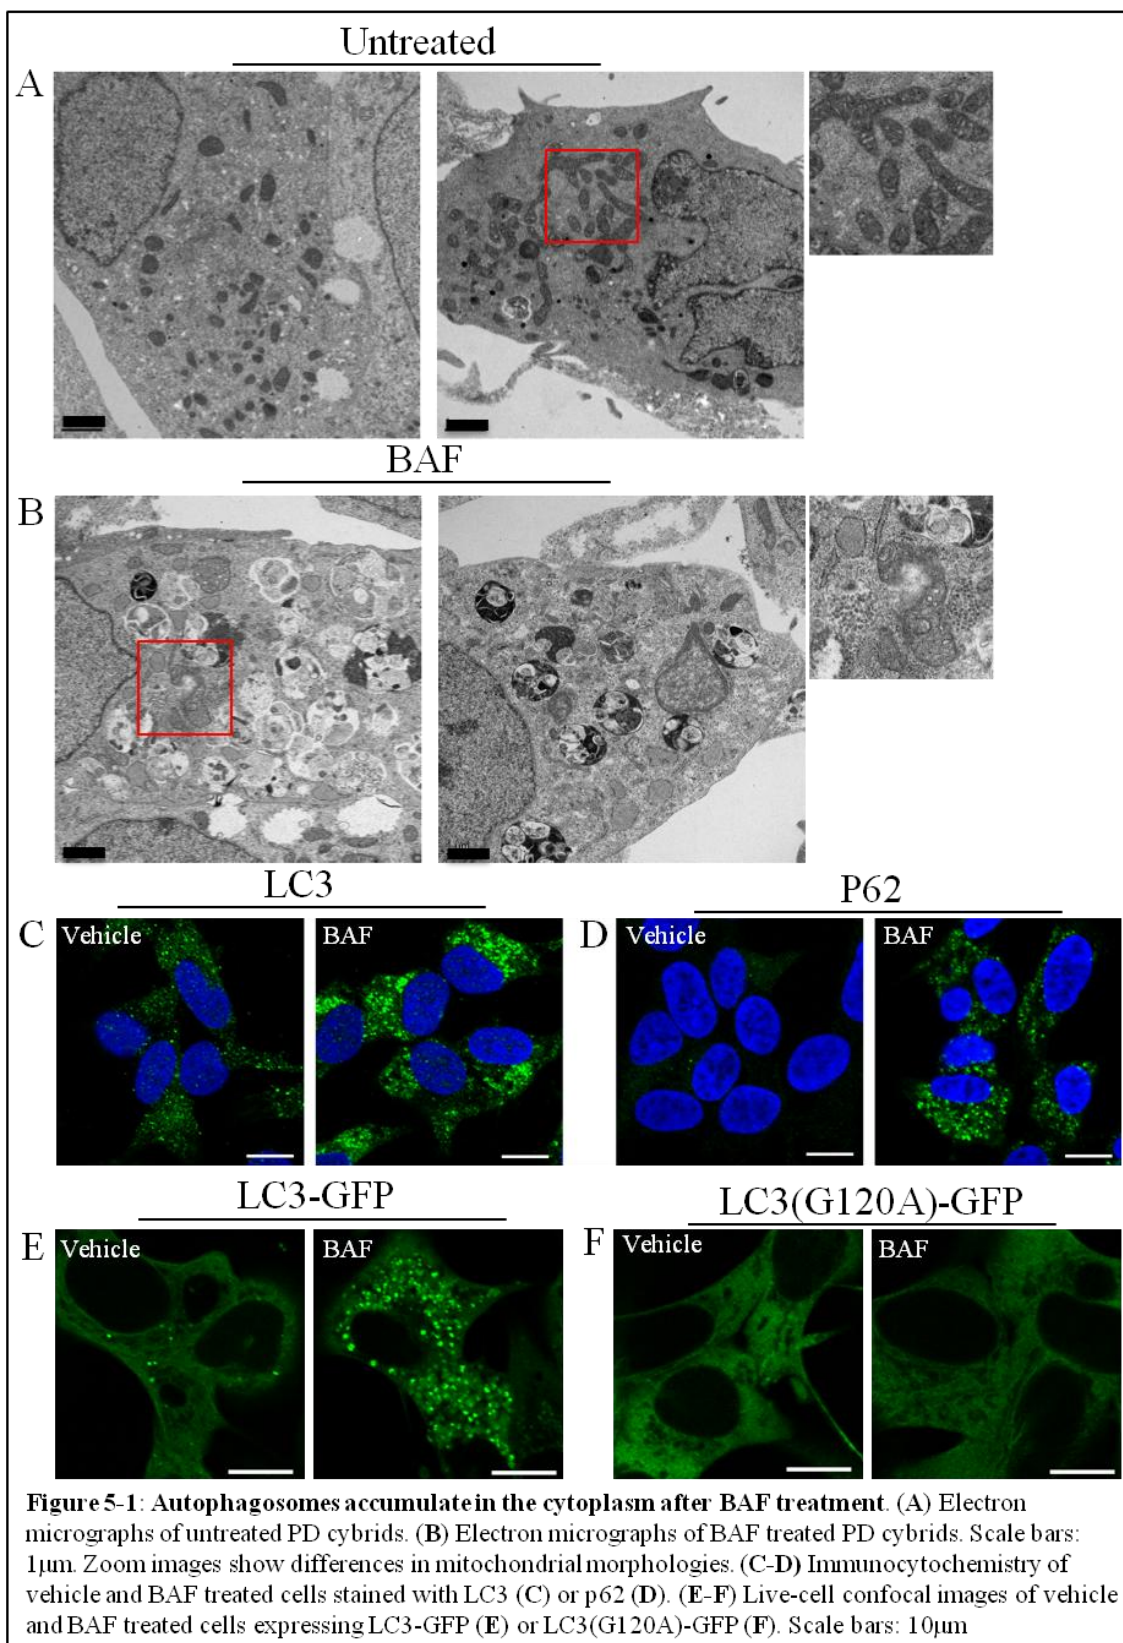 Untreated
A
BAF
B
LC3
P62
C
Vehicle
BAF
D
Vehicle
BAF
LC3-GFP
LC3(G120A)-GFP
E
Vehicle
BAF
F
Vehicle
BAF
Figure 5-1: Autophagosomes accumulate in the cytoplasm after BAF treatment. (A) Electron
micrographs of untreated PD cybrids. (B) Electron micrographs of BAF treated PD cybrids. Scale bars:
1μm. Zoom images show differences in mitochondrial morphologies. (C-D) Immunocytochemistry of
vehicle and BAF treated cells stained with LC3 (C) or p62 (D). (E-F) Live-cell confocal images of vehicle
and BAF treated cells expressing LC3-GFP (E) or LC3(G120A)-GFP (F). Scale bars: 10μm